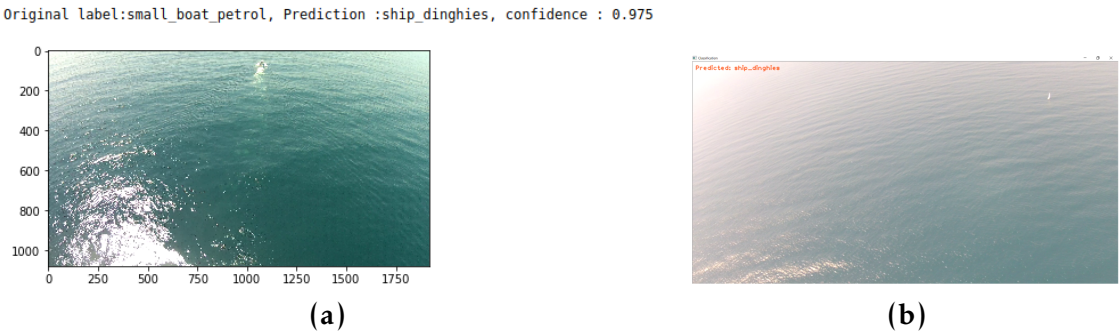 Original label:small_boat_petrol, Prediction :ship_dinghies, confidence : 0.975
0
200
400
600
800
1000
0 250 500 750 1000 1250 1500 1750
(a)
Classification
Predicted: ship_dinghies
(b)